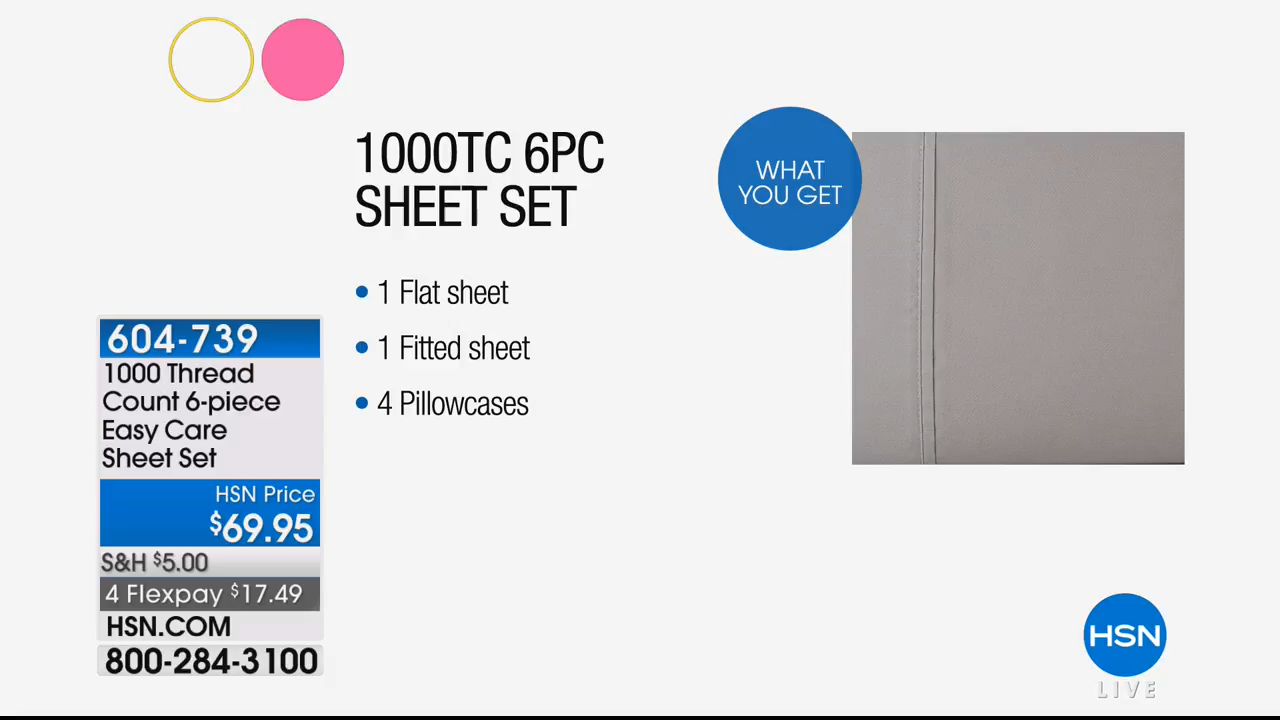 1000TC 6PC
SHEET SET
WHAT
YOU GET
• 1 Flat sheet
• 1 Fitted sheet
• 4 Pillowcases
604-739
1000 Thread
Count 6-piece
Easy Care
Sheet Set
HSN Price
$69.95
S&H $5.00
4 Flexpay $17.49
HSN.COM
800-284-3100
HSN
LIVE